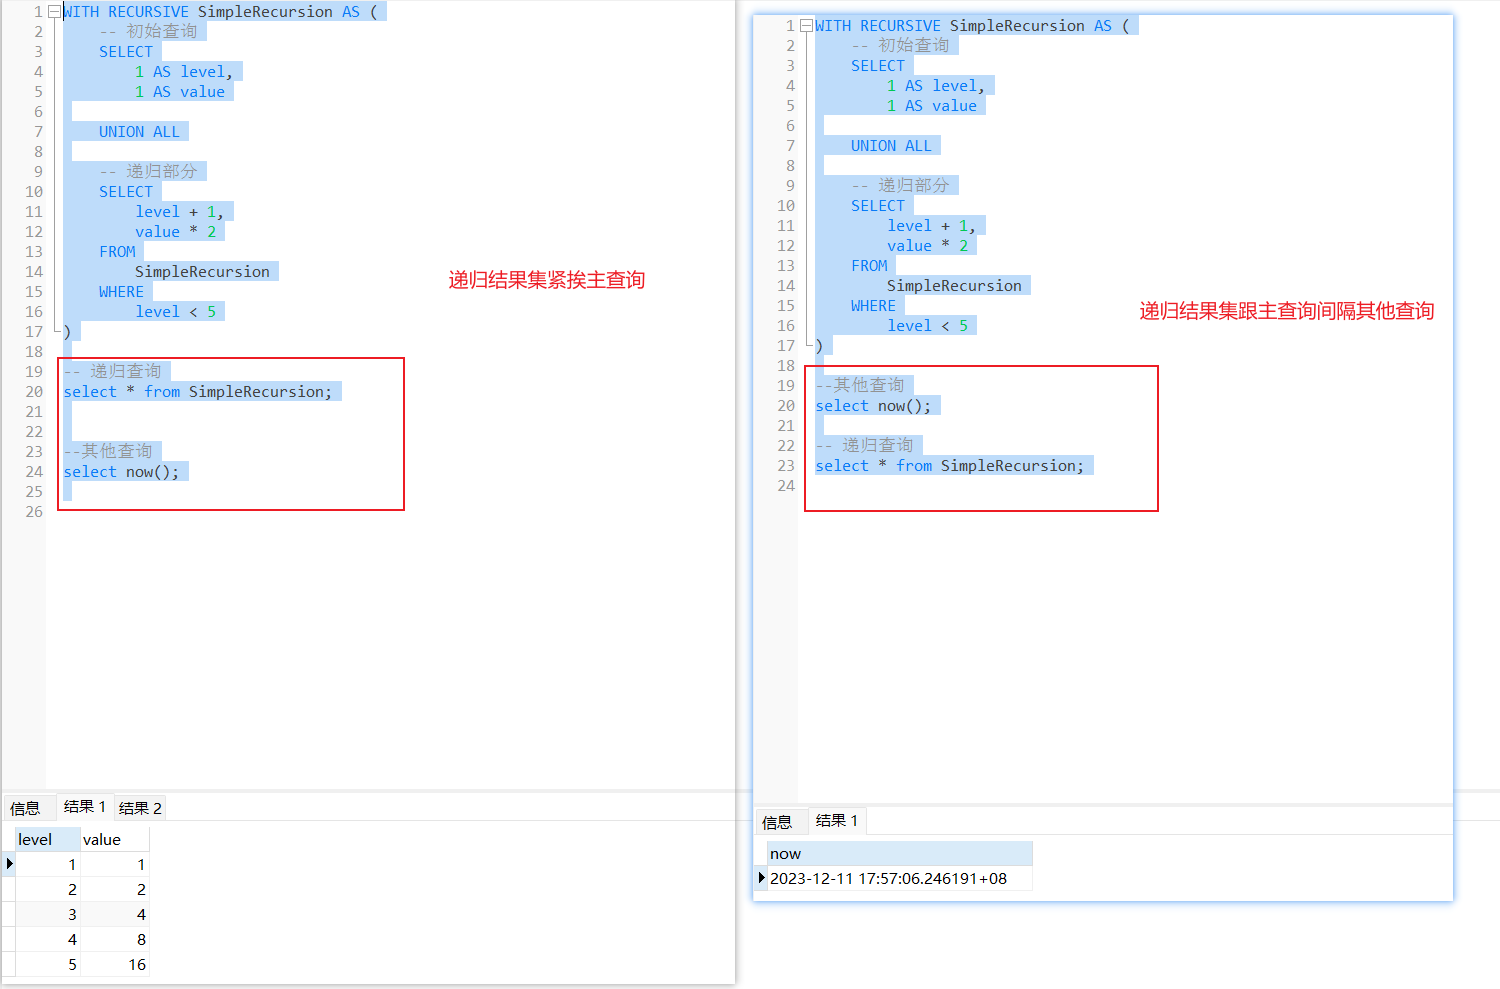 1 WITH RECURSIVE SimpleRecursion AS (
2 -- 初始查询
3 SELECT
4 1 AS level,
5 1 AS value
6
7 UNION ALL
8
9 -- 递归部分
10 SELECT
11 level + 1,
12 value * 2
13 FROM
14 SimpleRecursion
15 WHERE
16 level < 5
17 )
18
19 -- 递归查询
20 select * from SimpleRecursion;
21
22
23 --其他查询
24 select now();
25
26
递归结果集紧挨主查询
信息 结果 1 结果 2
level value
1 1
2 2
3 4
4 8
5 16
1 WITH RECURSIVE SimpleRecursion AS (
2 -- 初始查询
3 SELECT
4 1 AS level,
5 1 AS value
6
7 UNION ALL
8
9 -- 递归部分
10 SELECT
11 level + 1,
12 value * 2
13 FROM
14 SimpleRecursion
15 WHERE
16 level < 5
17 )
18
19 --其他查询
20 select now();
21
22 -- 递归查询
23 select * from SimpleRecursion;
24
递归结果集跟主查询间隔其他查询
信息 结果 1
now
2023-12-11 17:57:06.246191+08